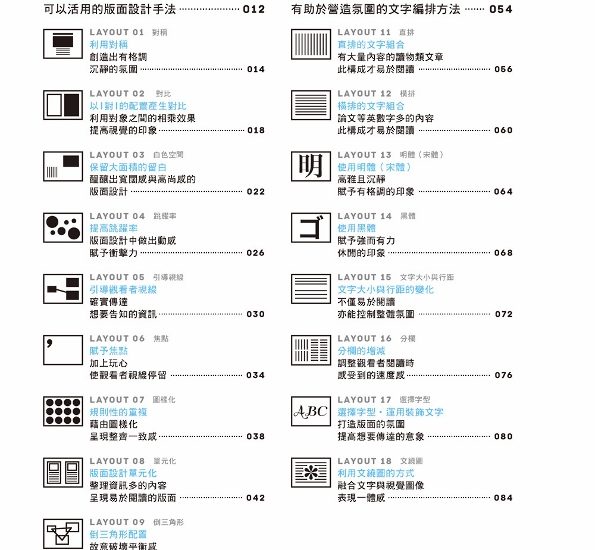 可以活用的版面設計手法 012
LAYOUT 01 對稱
利用對稱
創造出有格調
沉靜的氛圍 014
LAYOUT 02 對比
以1對1的配置產生對比
利用對象之間的相乘效果
提高視覺的印象 018
LAYOUT 03 白色空間
保留大面積的留白
醞釀出寬闊感與高尚感的
版面設計 022
LAYOUT 04 跳躍率
提高跳躍率
版面設計中做出動感
賦予衝擊力 026
LAYOUT 05 引導視線
引導觀看者視線
確實傳達
想要告知的資訊 030
LAYOUT 06 焦點
賦予焦點
加上玩心
使觀看者視線停留 034
LAYOUT 07 圖樣化
規則性的重複
藉由圖樣化
呈現整齊一致感 038
LAYOUT 08 單元化
版面設計單元化
整理資訊多的內容
呈現易於閱讀的版面 042
LAYOUT 09 倒三角形
倒三角形配置
故意破壞平衡感
有助於營造氛圍的文字編排方法 054
LAYOUT 11 直排
直排的文字組合
有大量內容的讀物類文章
此構成才易於閱讀 056
LAYOUT 12 橫排
橫排的文字組合
論文等英數字多的內容
此構成才易於閱讀 060
明
LAYOUT 13 明體（宋體）
使用明體（宋體）
高雅且沉靜
賦予有格調的印象 064
ゴ
LAYOUT 14 黑體
使用黑體
賦予強而有力
休閒的印象 068
LAYOUT 15 文字大小與行距
文字大小與行距的變化
不僅易於閱讀
亦能控制整體氛圍 072
LAYOUT 16 分欄
分欄的增減
調整觀看者閱讀時
感受到的速度感 076
ABC
LAYOUT 17 選擇字型
選擇字型・運用裝飾文字
打造版面的氛圍
提高想要傳達的意象 080
LAYOUT 18 文繞圖
利用文繞圖的方式
融合文字與視覺圖像
表現一體感 084